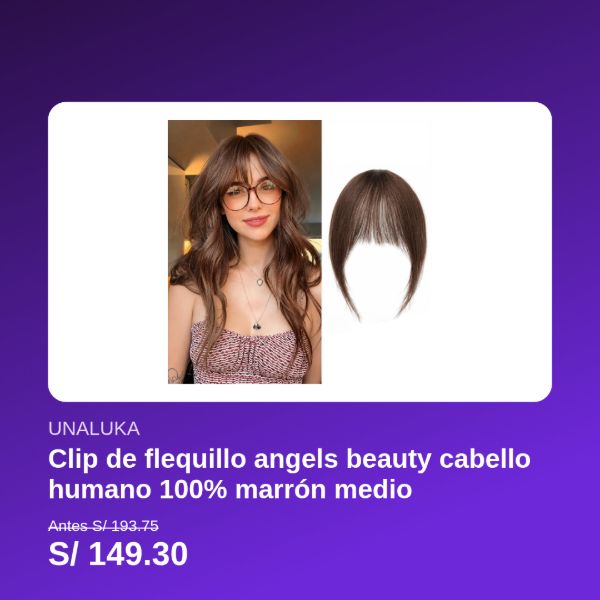 UNALUKA
Clip de flequillo angels beauty cabello
humano 100% marrón medio
Antes S/ 193.75
S/ 149.30